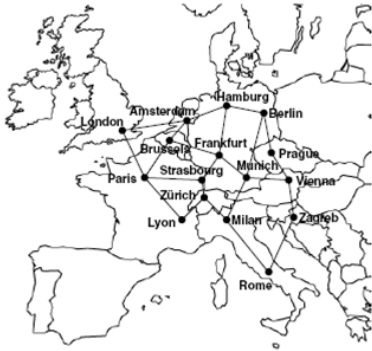 Hamburg
Amsterdam
Berlin
London
Brussels
Frankfurt
Prague
Strasbourg
Munich
Paris
Vienna
Zürich
Lyon
Milan
Zagreb
Rome